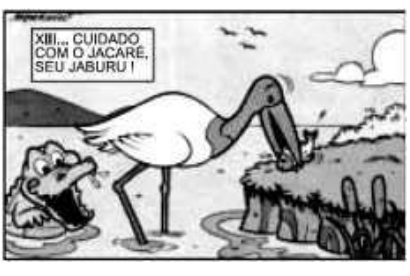 XIII... CUIDADO
COM O JACARÉ,
SEU JABURU !